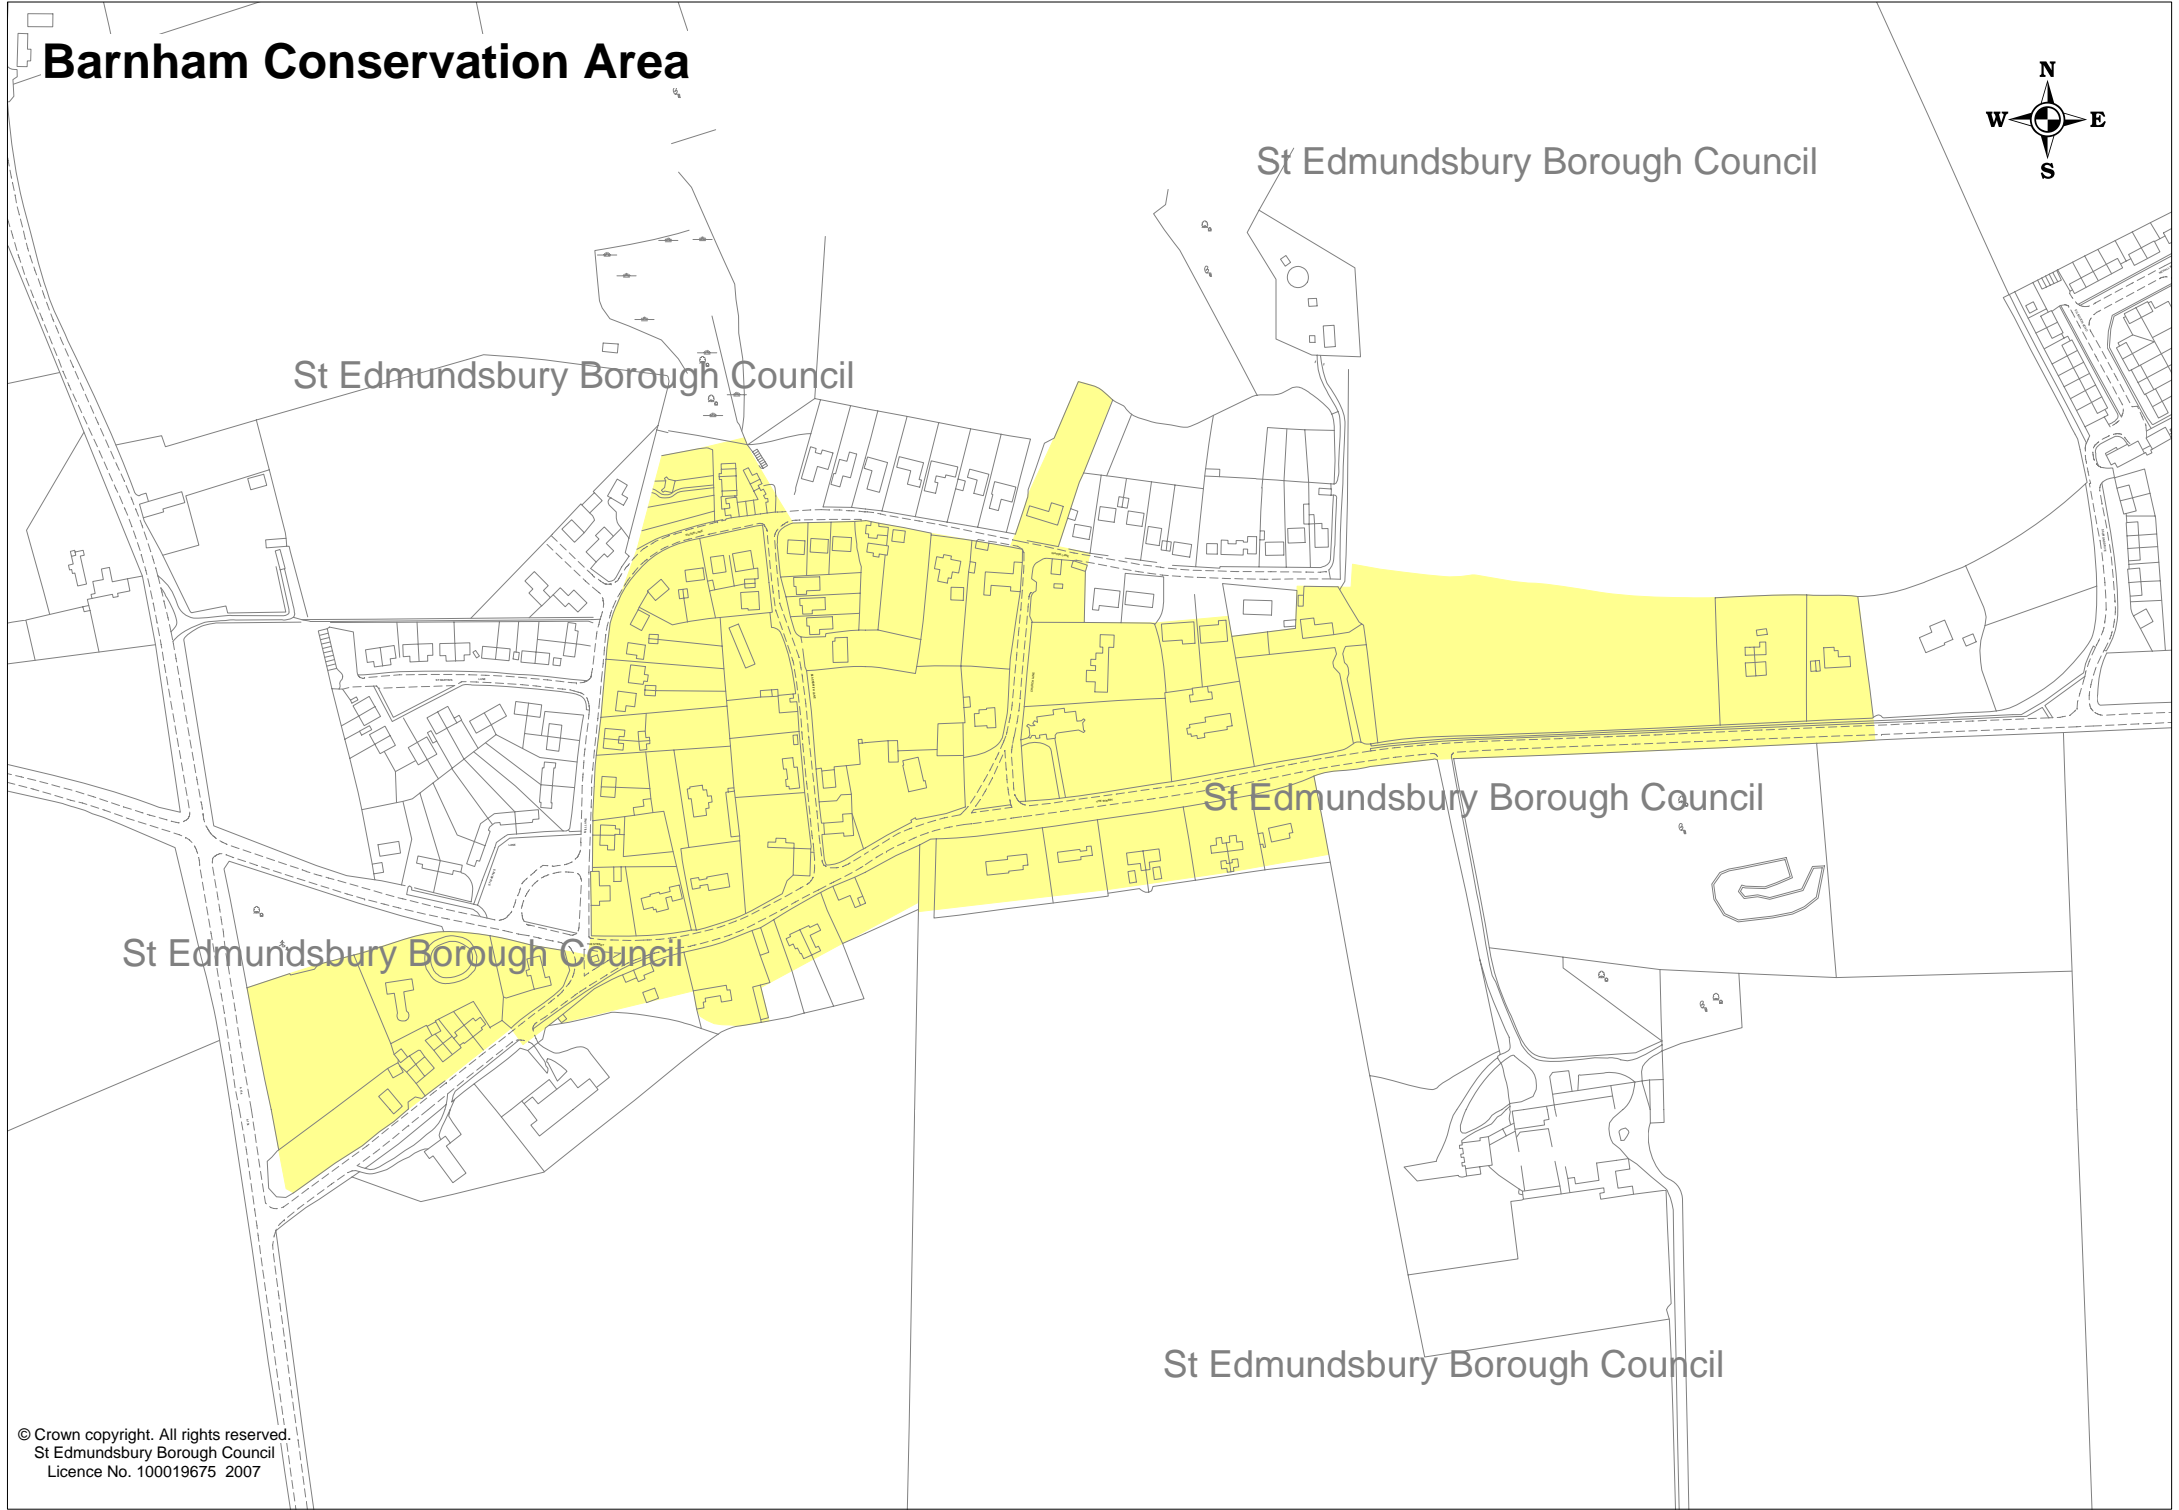 Barnham Conservation Area
N
W E
S
St Edmundsbury Borough Council
St Edmundsbury Borough Council
St Edmundsbury Borough Council
St Edmundsbury Borough Council
St Edmundsbury Borough Council
© Crown copyright. All rights reserved.
St Edmundsbury Borough Council
Licence No. 100019675 2007